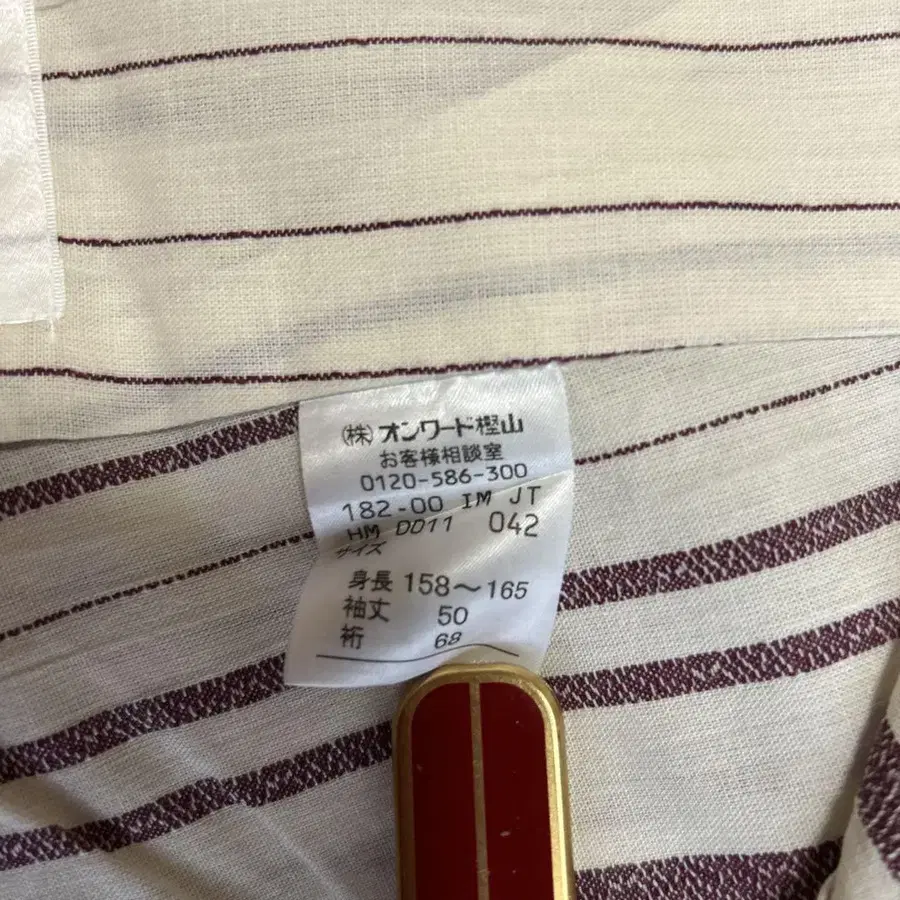 (株)オンワード樫山
お客様相談室
0120-586-300
182-00 IM JT
HM DD11 042
サイズ
身長 158〜165
袖丈 50
裄 68